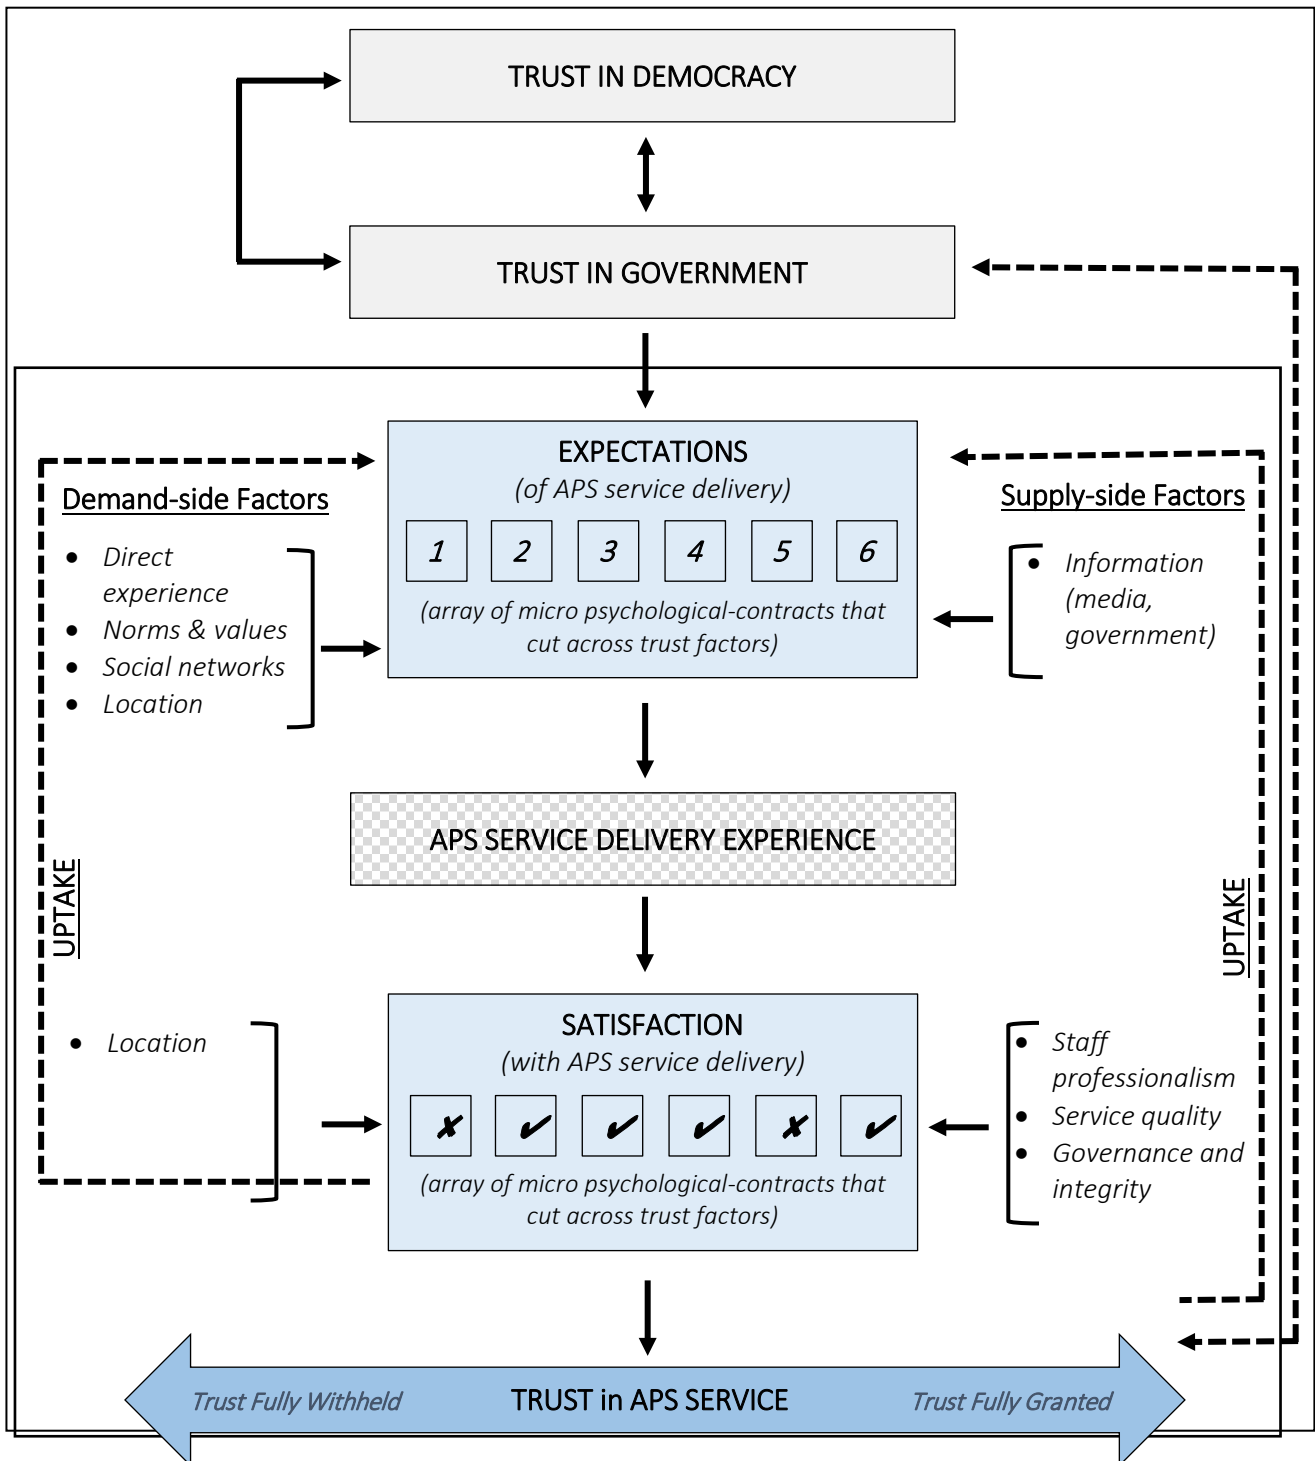 TRUST IN DEMOCRACY
TRUST IN GOVERNMENT
EXPECTATIONS
(of APS service delivery)
1 2 3 4 5 6
(array of micro psychological-contracts that
cut across trust factors)
Demand-side Factors
• Direct
experience
• Norms & values
• Social networks
• Location
Supply-side Factors
• Information
(media,
government)
APS SERVICE DELIVERY EXPERIENCE
UPTAKE
UPTAKE
SATISFACTION
(with APS service delivery)
✘ ✔ ✔ ✔ ✘ ✔
(array of micro psychological-contracts that
cut across trust factors)
• Location
• Staff
professionalism
• Service quality
• Governance and
integrity
Trust Fully Withheld TRUST in APS SERVICE Trust Fully Granted